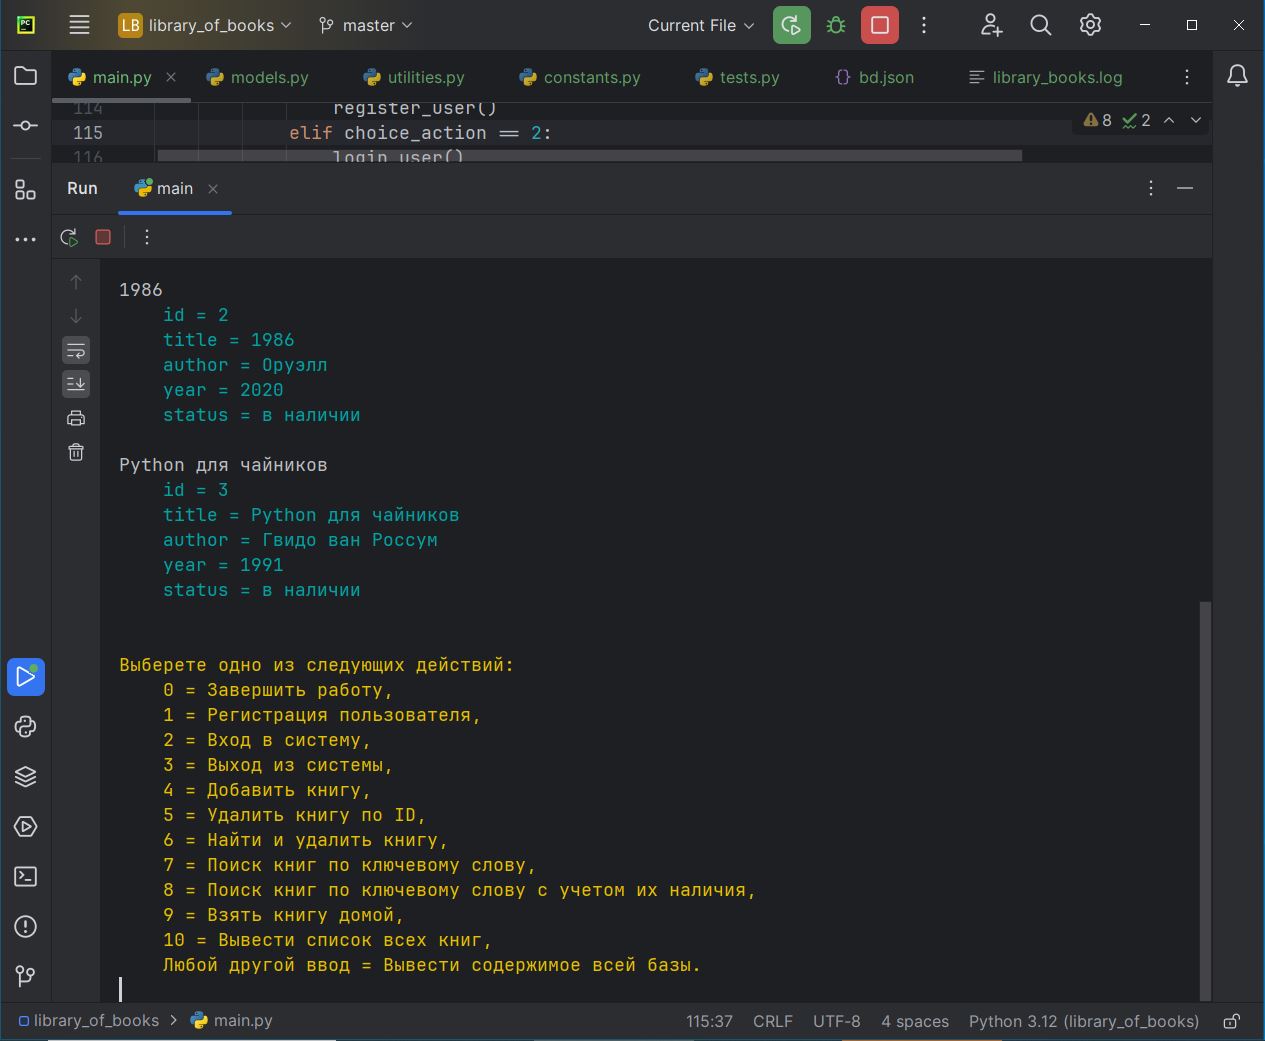 PC
LB library_of_books master Current File
main.py models.py utilities.py constants.py tests.py {} bd.json library_books.log
114 register_user()
115 elif choice_action == 2: 8 2
116 login_user()
Run main
1986
id = 2
title = 1986
author = Оруэлл
year = 2020
status = в наличии
Python для чайников
id = 3
title = Python для чайников
author = Гвидо ван Россум
year = 1991
status = в наличии
Выберете одно из следующих действий:
0 = Завершить работу,
1 = Регистрация пользователя,
2 = Вход в систему,
3 = Выход из системы,
4 = Добавить книгу,
5 = Удалить книгу по ID,
6 = Найти и удалить книгу,
7 = Поиск книг по ключевому слову,
8 = Поиск книг по ключевому слову с учетом их наличия,
9 = Взять книгу домой,
10 = Вывести список всех книг,
Любой другой ввод = Вывести содержимое всей базы.
library_of_books > main.py 115:37 CRLF UTF-8 4 spaces Python 3.12 (library_of_books)